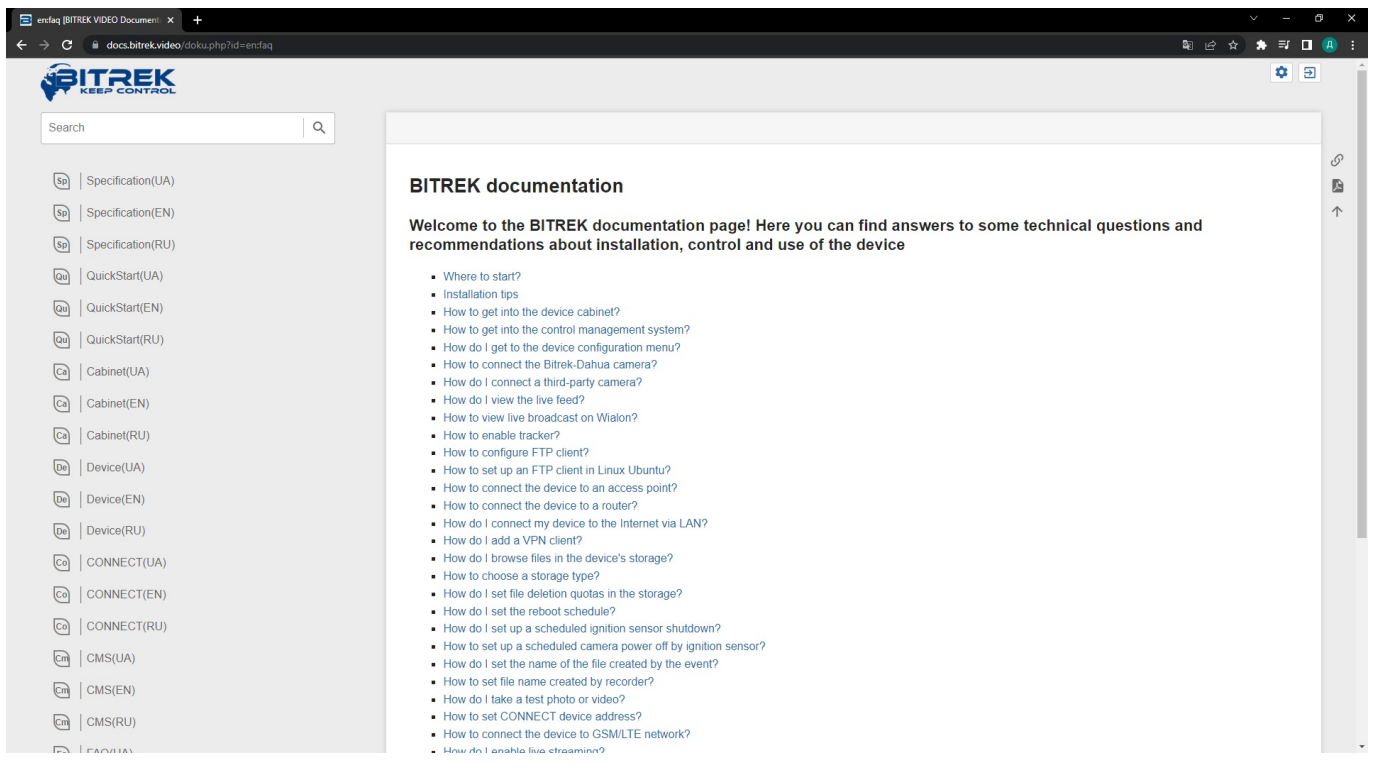 en:faq [BITREK VIDEO Document
docs.bitrek.video/doku.php?id=en:faq
Д
BITREK
KEEP CONTROL
Search
Sp Specification(UA)
Sp Specification(EN)
Sp Specification(RU)
Qu QuickStart(UA)
Qu QuickStart(EN)
Qu QuickStart(RU)
Ca Cabinet(UA)
Ca Cabinet(EN)
Ca Cabinet(RU)
De Device(UA)
De Device(EN)
De Device(RU)
Co CONNECT(UA)
Co CONNECT(EN)
Co CONNECT(RU)
Cm CMS(UA)
Cm CMS(EN)
Cm CMS(RU)
FAQ(UA)
BITREK documentation
Welcome to the BITREK documentation page! Here you can find answers to some technical questions and
recommendations about installation, control and use of the device
Where to start?
Installation tips
How to get into the device cabinet?
How to get into the control management system?
How do I get to the device configuration menu?
How to connect the Bitrek-Dahua camera?
How do I connect a third-party camera?
How do I view the live feed?
How to view live broadcast on Wialon?
How to enable tracker?
How to configure FTP client?
How to set up an FTP client in Linux Ubuntu?
How to connect the device to an access point?
How to connect the device to a router?
How do I connect my device to the Internet via LAN?
How do I add a VPN client?
How do I browse files in the device's storage?
How to choose a storage type?
How do I set file deletion quotas in the storage?
How do I set the reboot schedule?
How do I set up a scheduled ignition sensor shutdown?
How to set up a scheduled camera power off by ignition sensor?
How do I set the name of the file created by the event?
How to set file name created by recorder?
How do I take a test photo or video?
How to set CONNECT device address?
How to connect the device to GSM/LTE network?
How do I enable live streaming?